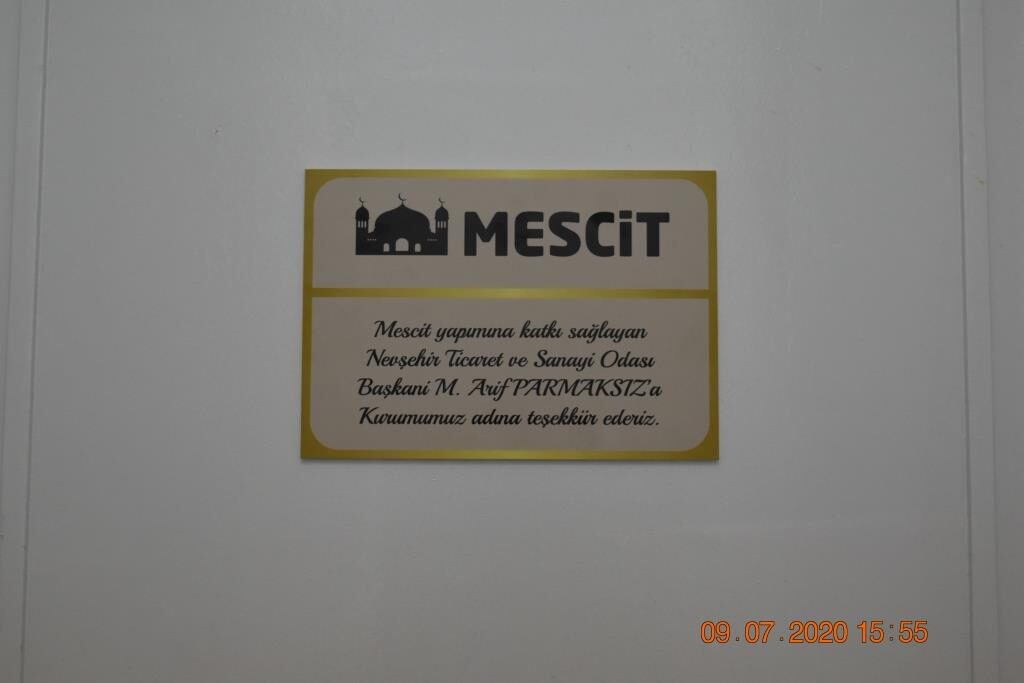 MESCiT
Mescit yapımına katkı sağlayan
Nevşehir Ticaret ve Sanayi Odası
Başkani M. Arif PARMAKSIZ'a
Kurumumuz adına teşekkür ederiz.
09.07.2020 15:55